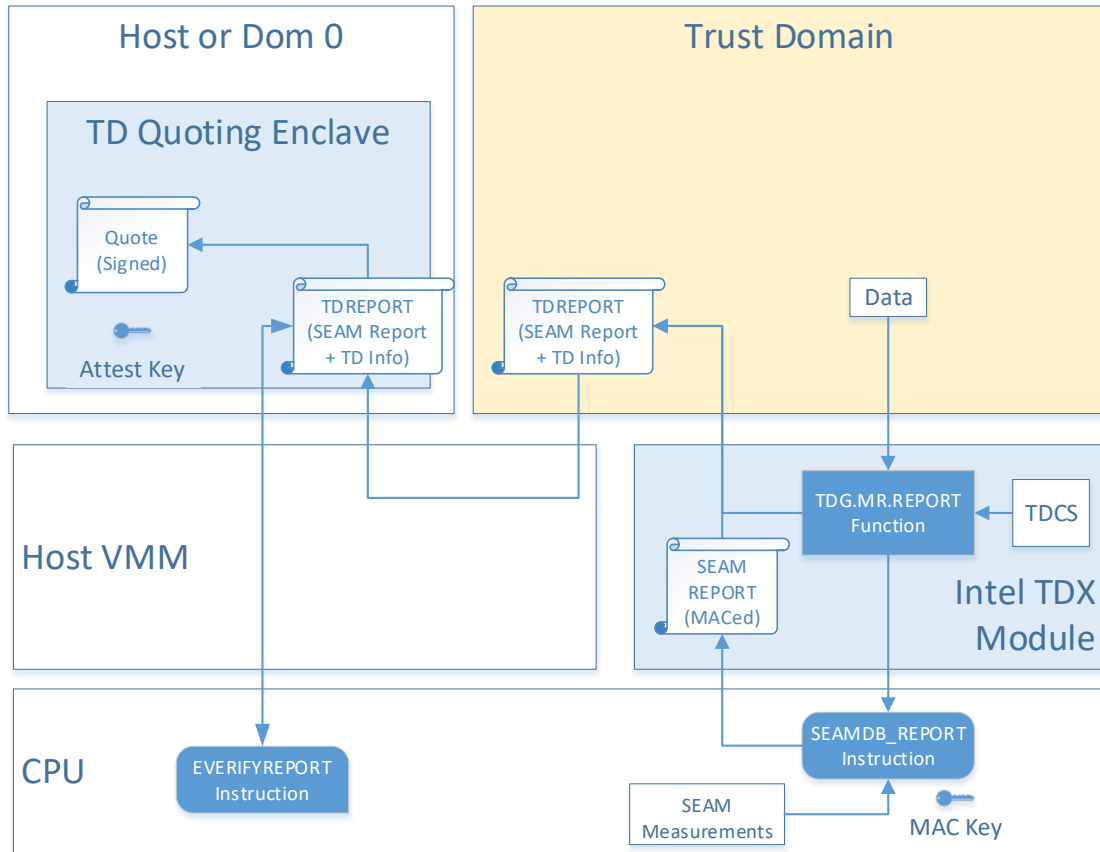 Host or Dom 0
Trust Domain
TD Quoting Enclave
Quote
(Signed)
Attest Key
TDREPORT
(SEAM Report
+ TD Info)
TDREPORT
(SEAM Report
+ TD Info)
Data
Host VMM
TDG.MR.REPORT
Function
TDCS
SEAM
REPORT
(MACed)
Intel TDX
Module
CPU
EVERIFYREPORT
Instruction
SEAMDB_REPORT
Instruction
SEAM
Measurements
MAC Key